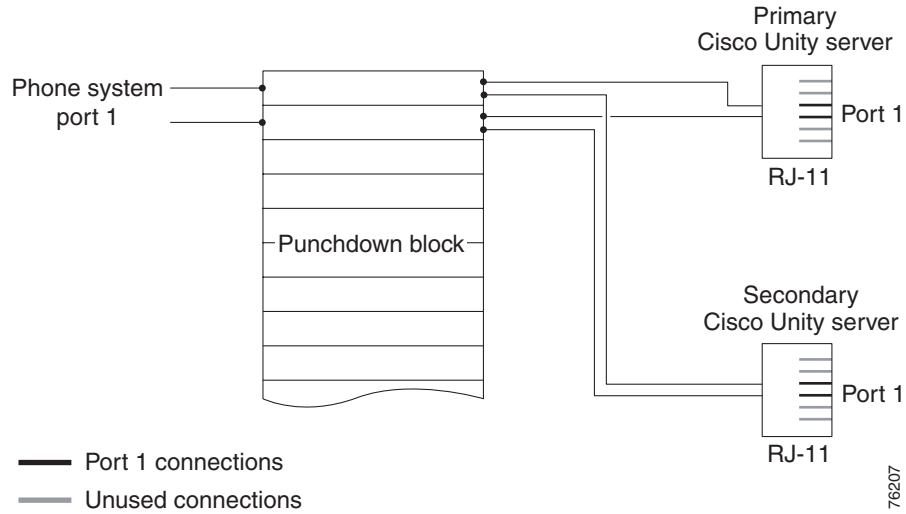 Primary
Cisco Unity server
Phone system
port 1
Port 1
RJ-11
Punchdown block
Secondary
Cisco Unity server
Port 1
RJ-11
Port 1 connections
Unused connections
76207